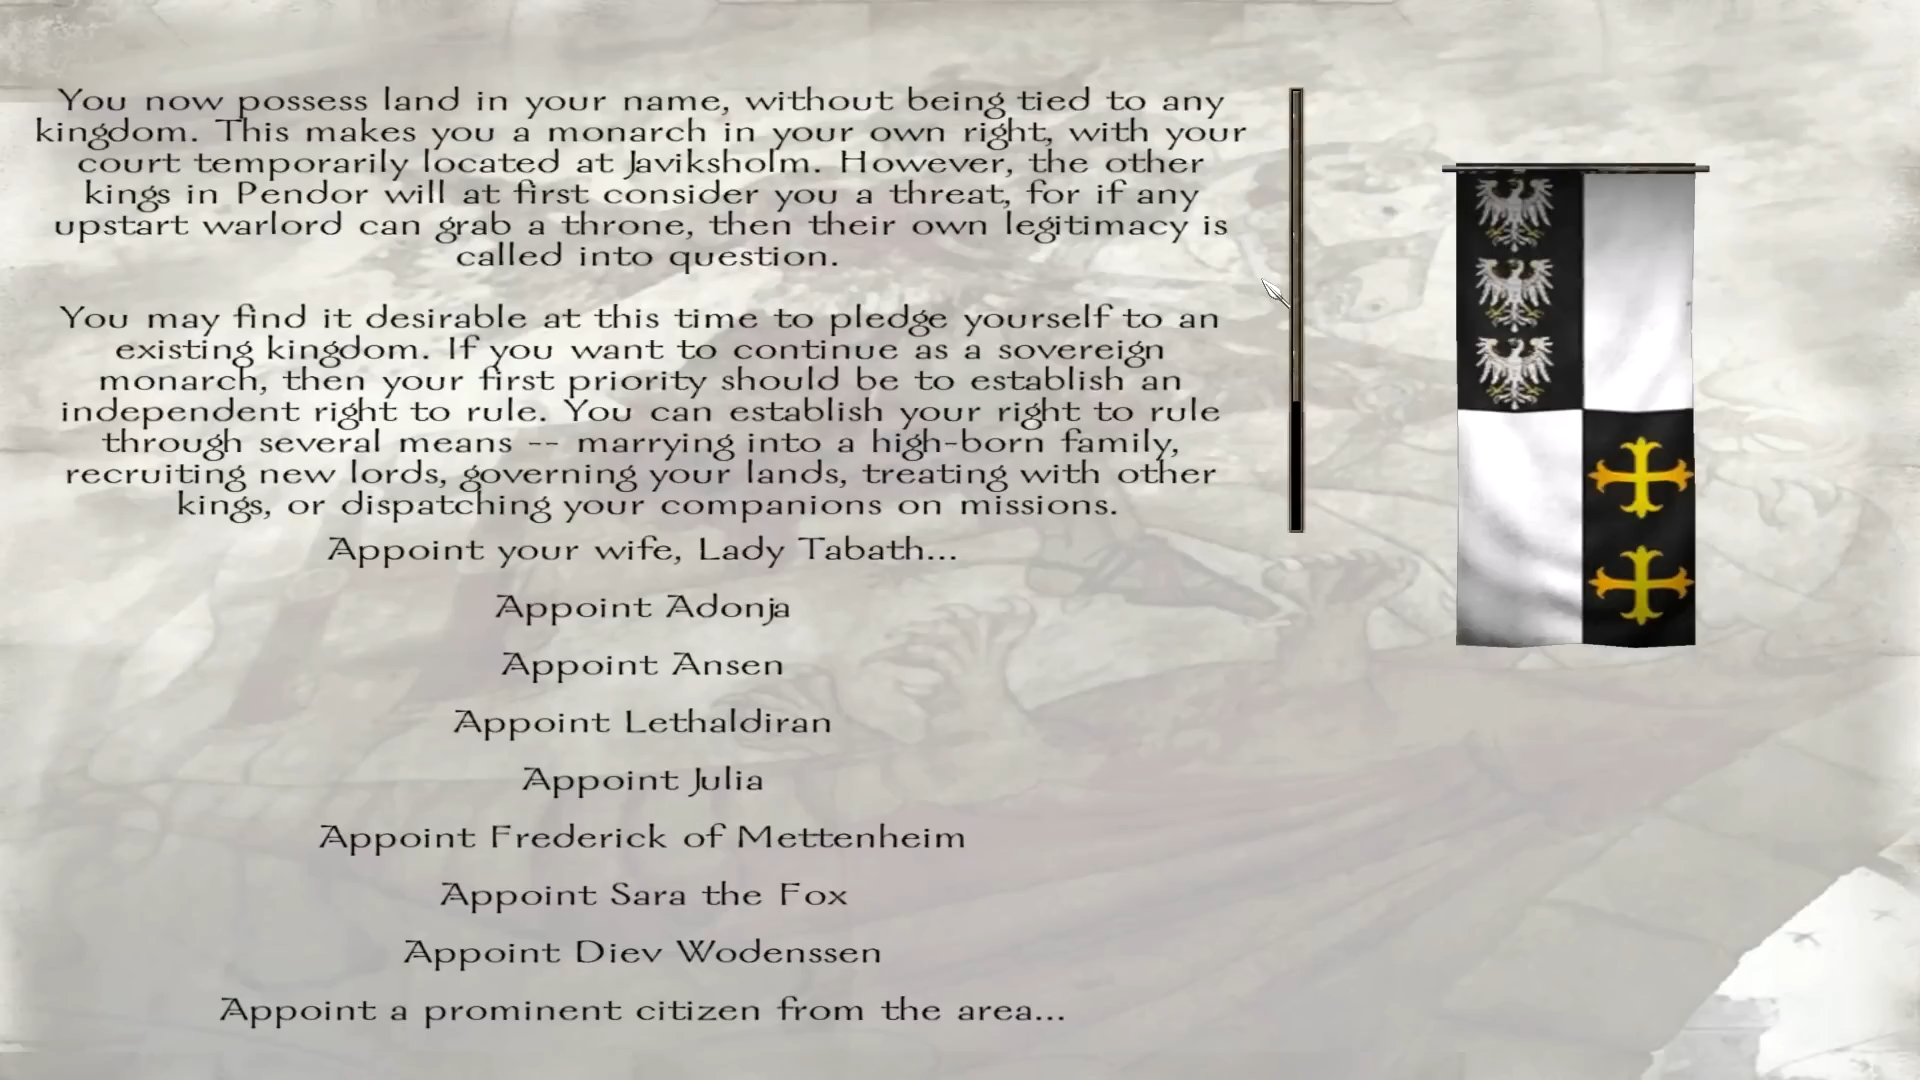 You now possess land in your name, without being tied to any
kingdom. This makes you a monarch in your own right, with your
court temporarily located at Javiksholm. However, the other
kings in Pendor will at first consider you a threat, for if any
upstart warlord can grab a throne, then their own legitimacy is
called into question.
You may find it desirable at this time to pledge yourself to an
existing kingdom. If you want to continue as a sovereign
monarch, then your first priority should be to establish an
independent right to rule. You can establish your right to rule
through several means -- marrying into a high-born family,
recruiting new lords, governing your lands, treating with other
kings, or dispatching your companions on missions.
Appoint your wife, Lady Tabath...
Appoint Adonja
Appoint Ansen
Appoint Lethaldiran
Appoint Julia
Appoint Frederick of Mettenheim
Appoint Sara the Fox
Appoint Diev Wodenssen
Appoint a prominent citizen from the area...